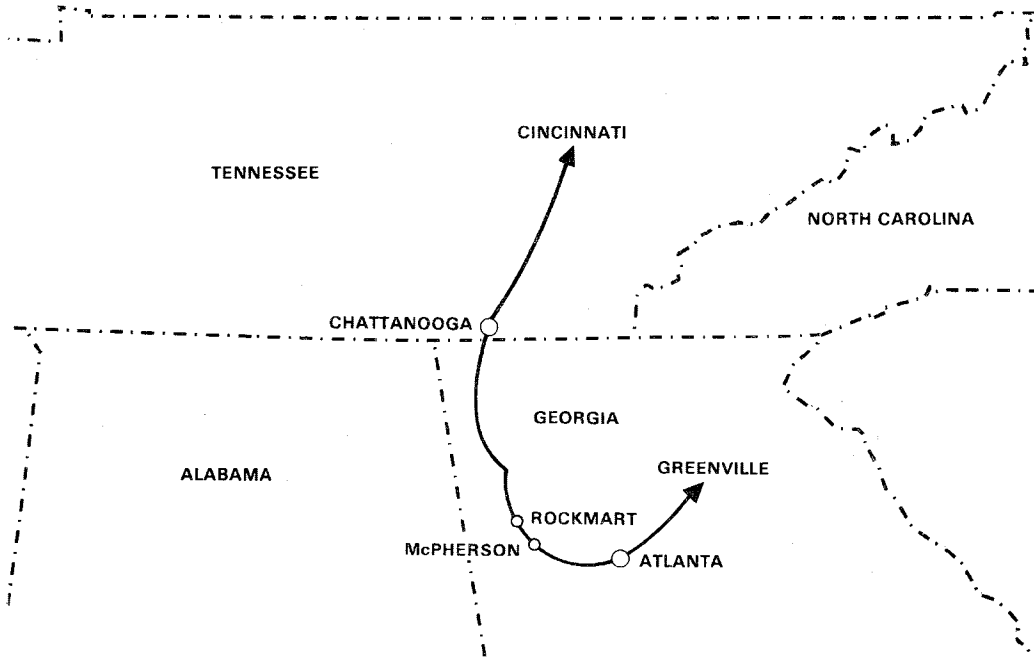 CINCINNATI
TENNESSEE
NORTH CAROLINA
CHATTANOOGA
GEORGIA
ALABAMA
GREENVILLE
ROCKMART
McPHERSON
ATLANTA